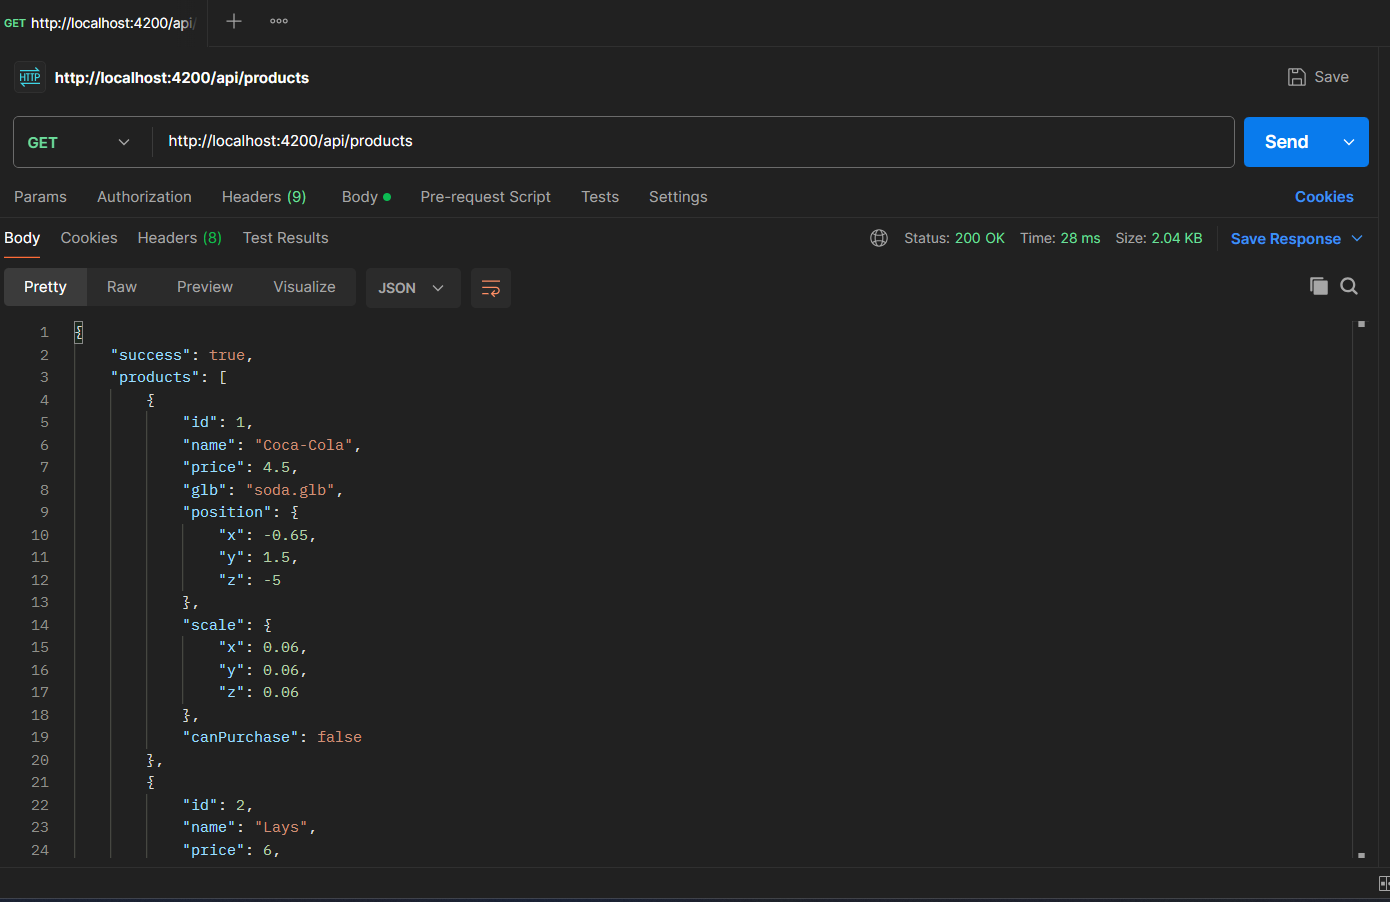 GET http://localhost:4200/api/
HTTP http://localhost:4200/api/products Save
GET http://localhost:4200/api/products Send
Params Authorization Headers (9) Body Pre-request Script Tests Settings Cookies
Body Cookies Headers (8) Test Results Status: 200 OK Time: 28 ms Size: 2.04 KB Save Response
Pretty Raw Preview Visualize JSON
1 {
2 "success": true,
3 "products": [
4 {
5 "id": 1,
6 "name": "Coca-Cola",
7 "price": 4.5,
8 "glb": "soda.glb",
9 "position": {
10 "x": -0.65,
11 "y": 1.5,
12 "z": -5
13 },
14 "scale": {
15 "x": 0.06,
16 "y": 0.06,
17 "z": 0.06
18 },
19 "canPurchase": false
20 },
21 {
22 "id": 2,
23 "name": "Lays",
24 "price": 6,